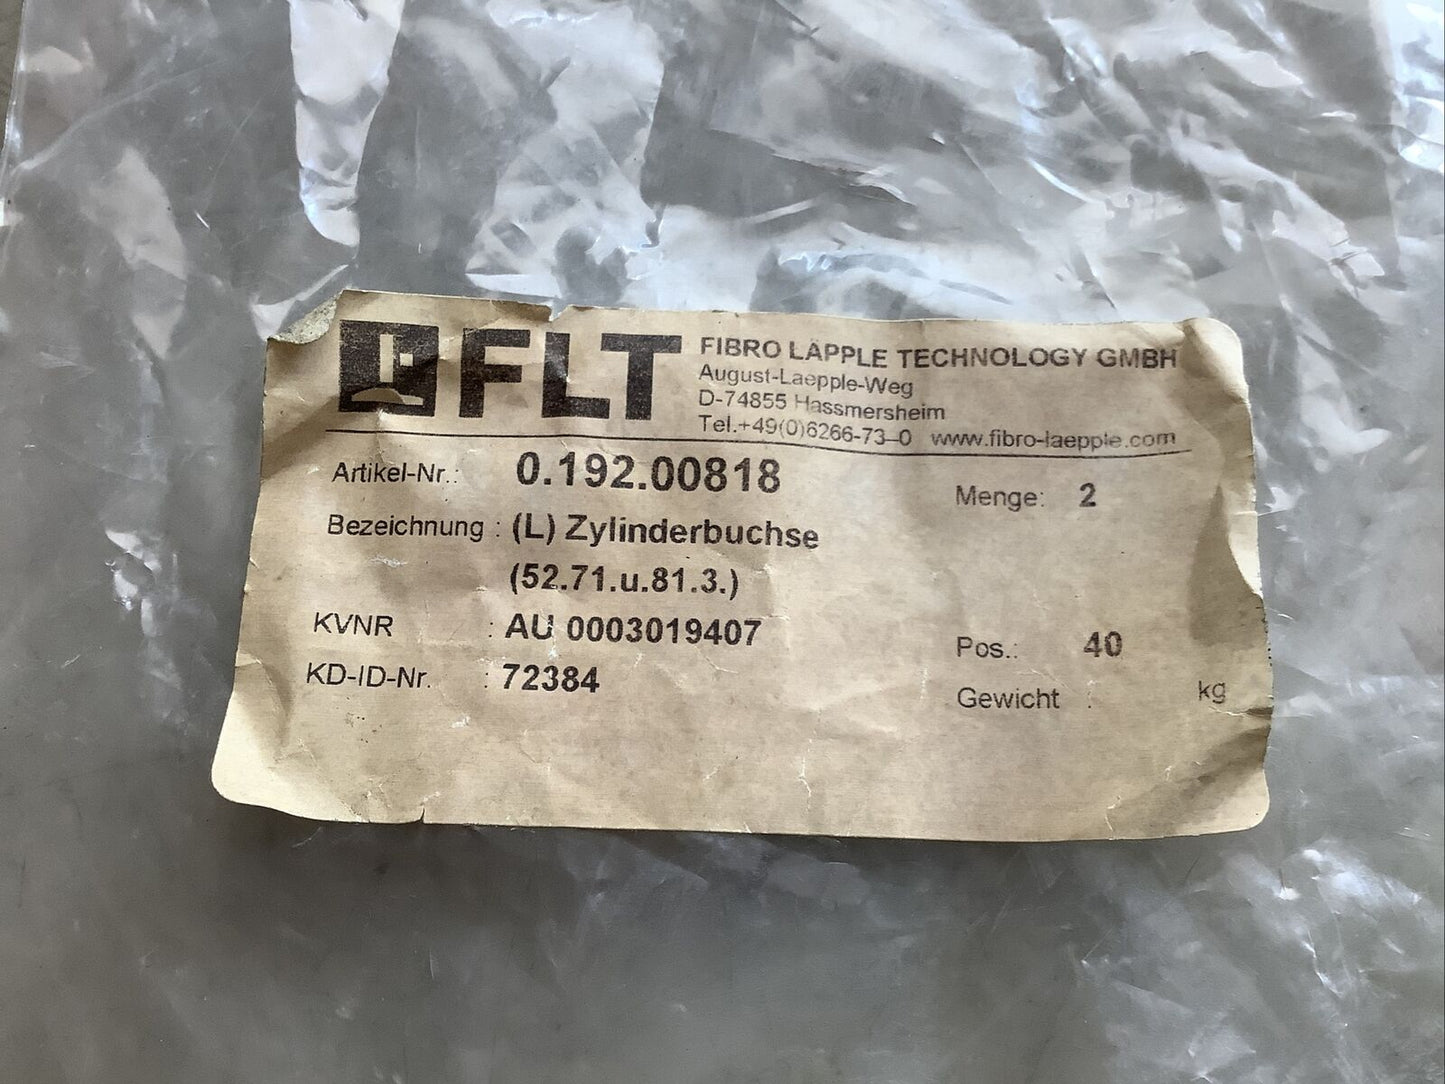 FLT
FIBRO LÄPPLE TECHNOLOGY GMBH
August-Laepple-Weg
D-74855 Hassmersheim
Tel.+49(0)6266-73-0 www.fibro-laepple.com
Artikel-Nr.: 0.192.00818 Menge: 2
Bezeichnung : (L) Zylinderbuchse
(52.71.u.81.3.)
KVNR : AU 0003019407 Pos.: 40
KD-ID-Nr. : 72384 Gewicht : kg